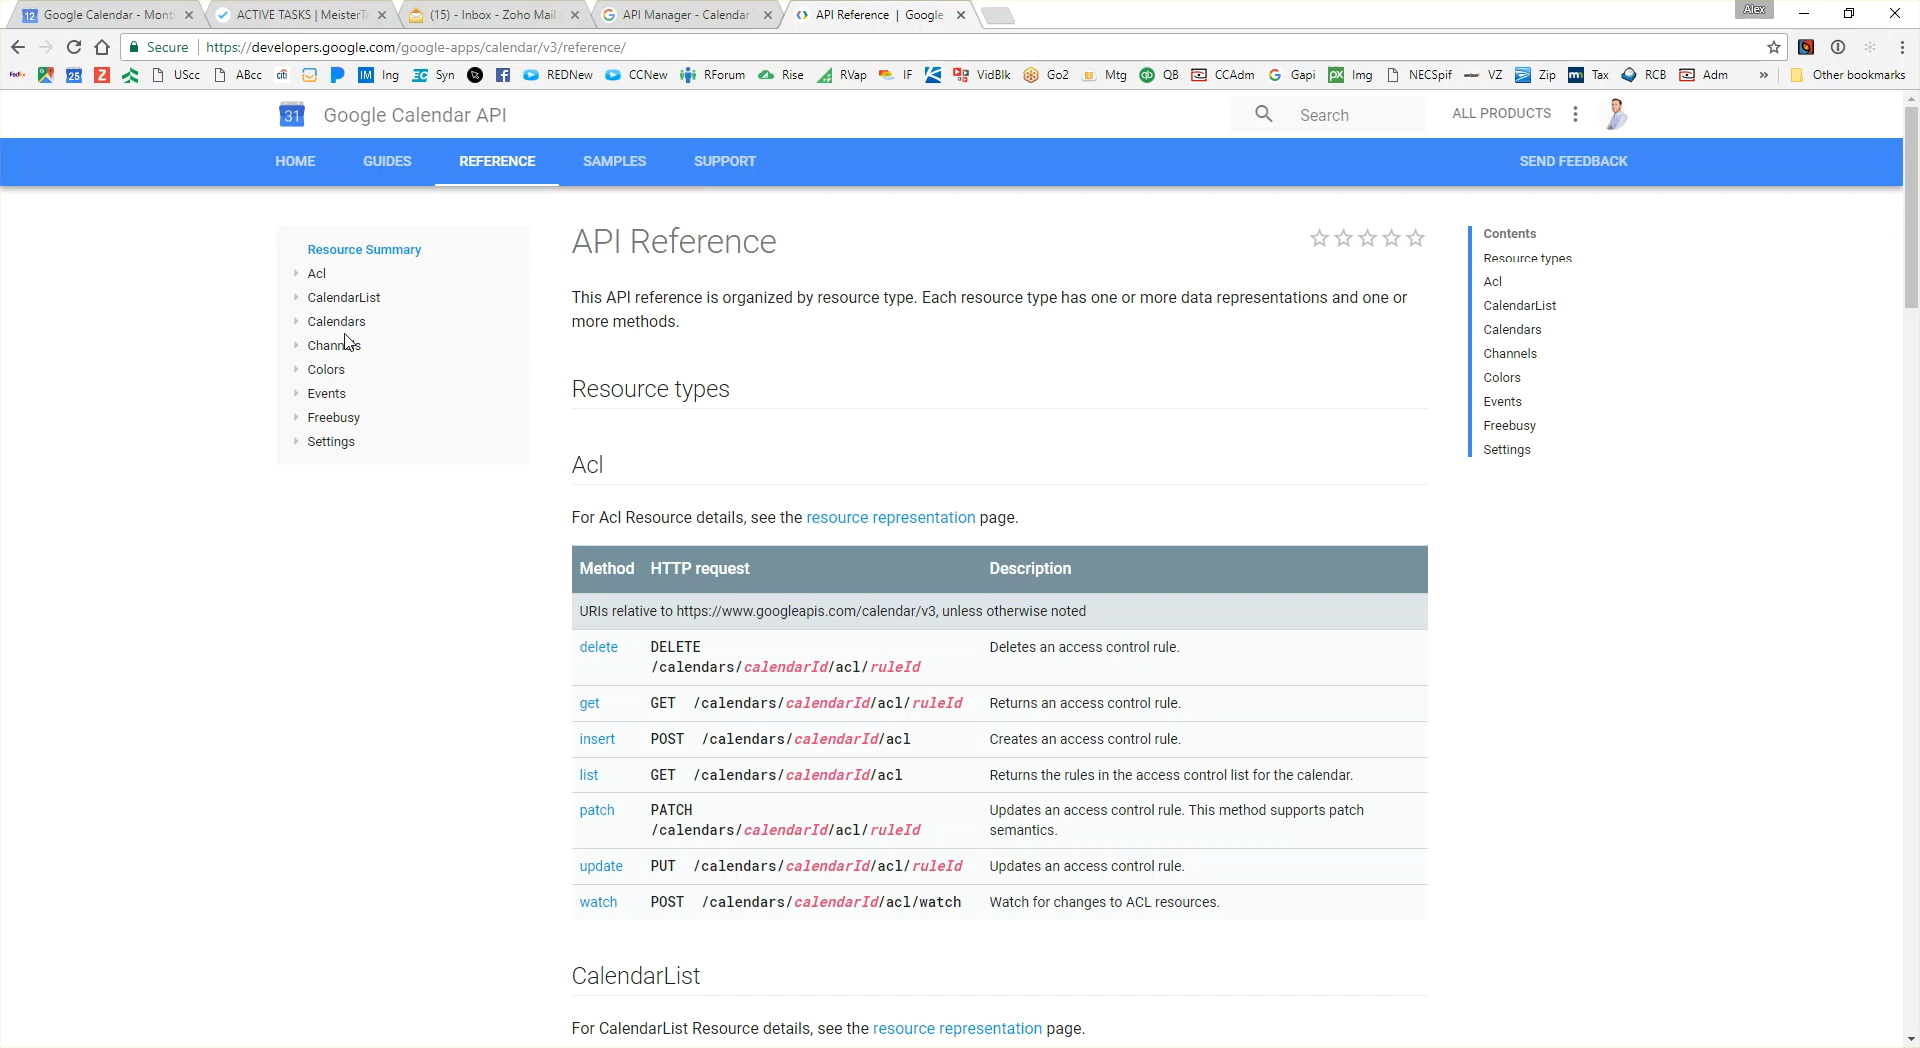 Google Calendar - Mont
ACTIVE TASKS | MeisterT
(15) - Inbox - Zoho Mail
API Manager - Calendar
API Reference | Google
Alex
Secure
https://developers.google.com/google-apps/calendar/v3/reference/
FedEx
25
Z
UScc
ABcc
citi
IM
Ing
EC
Syn
REDNew
CCNew
RForum
Rise
RVap
IF
VidBlk
Go2
Mtg
qb
QB
CCAdm
Gapi
px
Img
NECSpif
VZ
Zip
Tax
RCB
Adm
»
Other bookmarks
31
Google Calendar API
Search
ALL PRODUCTS
HOME
GUIDES
REFERENCE
SAMPLES
SUPPORT
SEND FEEDBACK
Resource Summary
Acl
CalendarList
Calendars
Channels
Colors
Events
Freebusy
Settings
API Reference
This API reference is organized by resource type. Each resource type has one or more data representations and one or
more methods.
Resource types
Acl
For Acl Resource details, see the resource representation page.
Method HTTP request Description
URIs relative to https://www.googleapis.com/calendar/v3, unless otherwise noted
delete DELETE Deletes an access control rule.
/calendars/calendarId/acl/ruleId
get GET /calendars/calendarId/acl/ruleId Returns an access control rule.
insert POST /calendars/calendarId/acl Creates an access control rule.
list GET /calendars/calendarId/acl Returns the rules in the access control list for the calendar.
patch PATCH Updates an access control rule. This method supports patch
/calendars/calendarId/acl/ruleId semantics.
update PUT /calendars/calendarId/acl/ruleId Updates an access control rule.
watch POST /calendars/calendarId/acl/watch Watch for changes to ACL resources.
CalendarList
For CalendarList Resource details, see the resource representation page.
Contents
Resource types
Acl
CalendarList
Calendars
Channels
Colors
Events
Freebusy
Settings